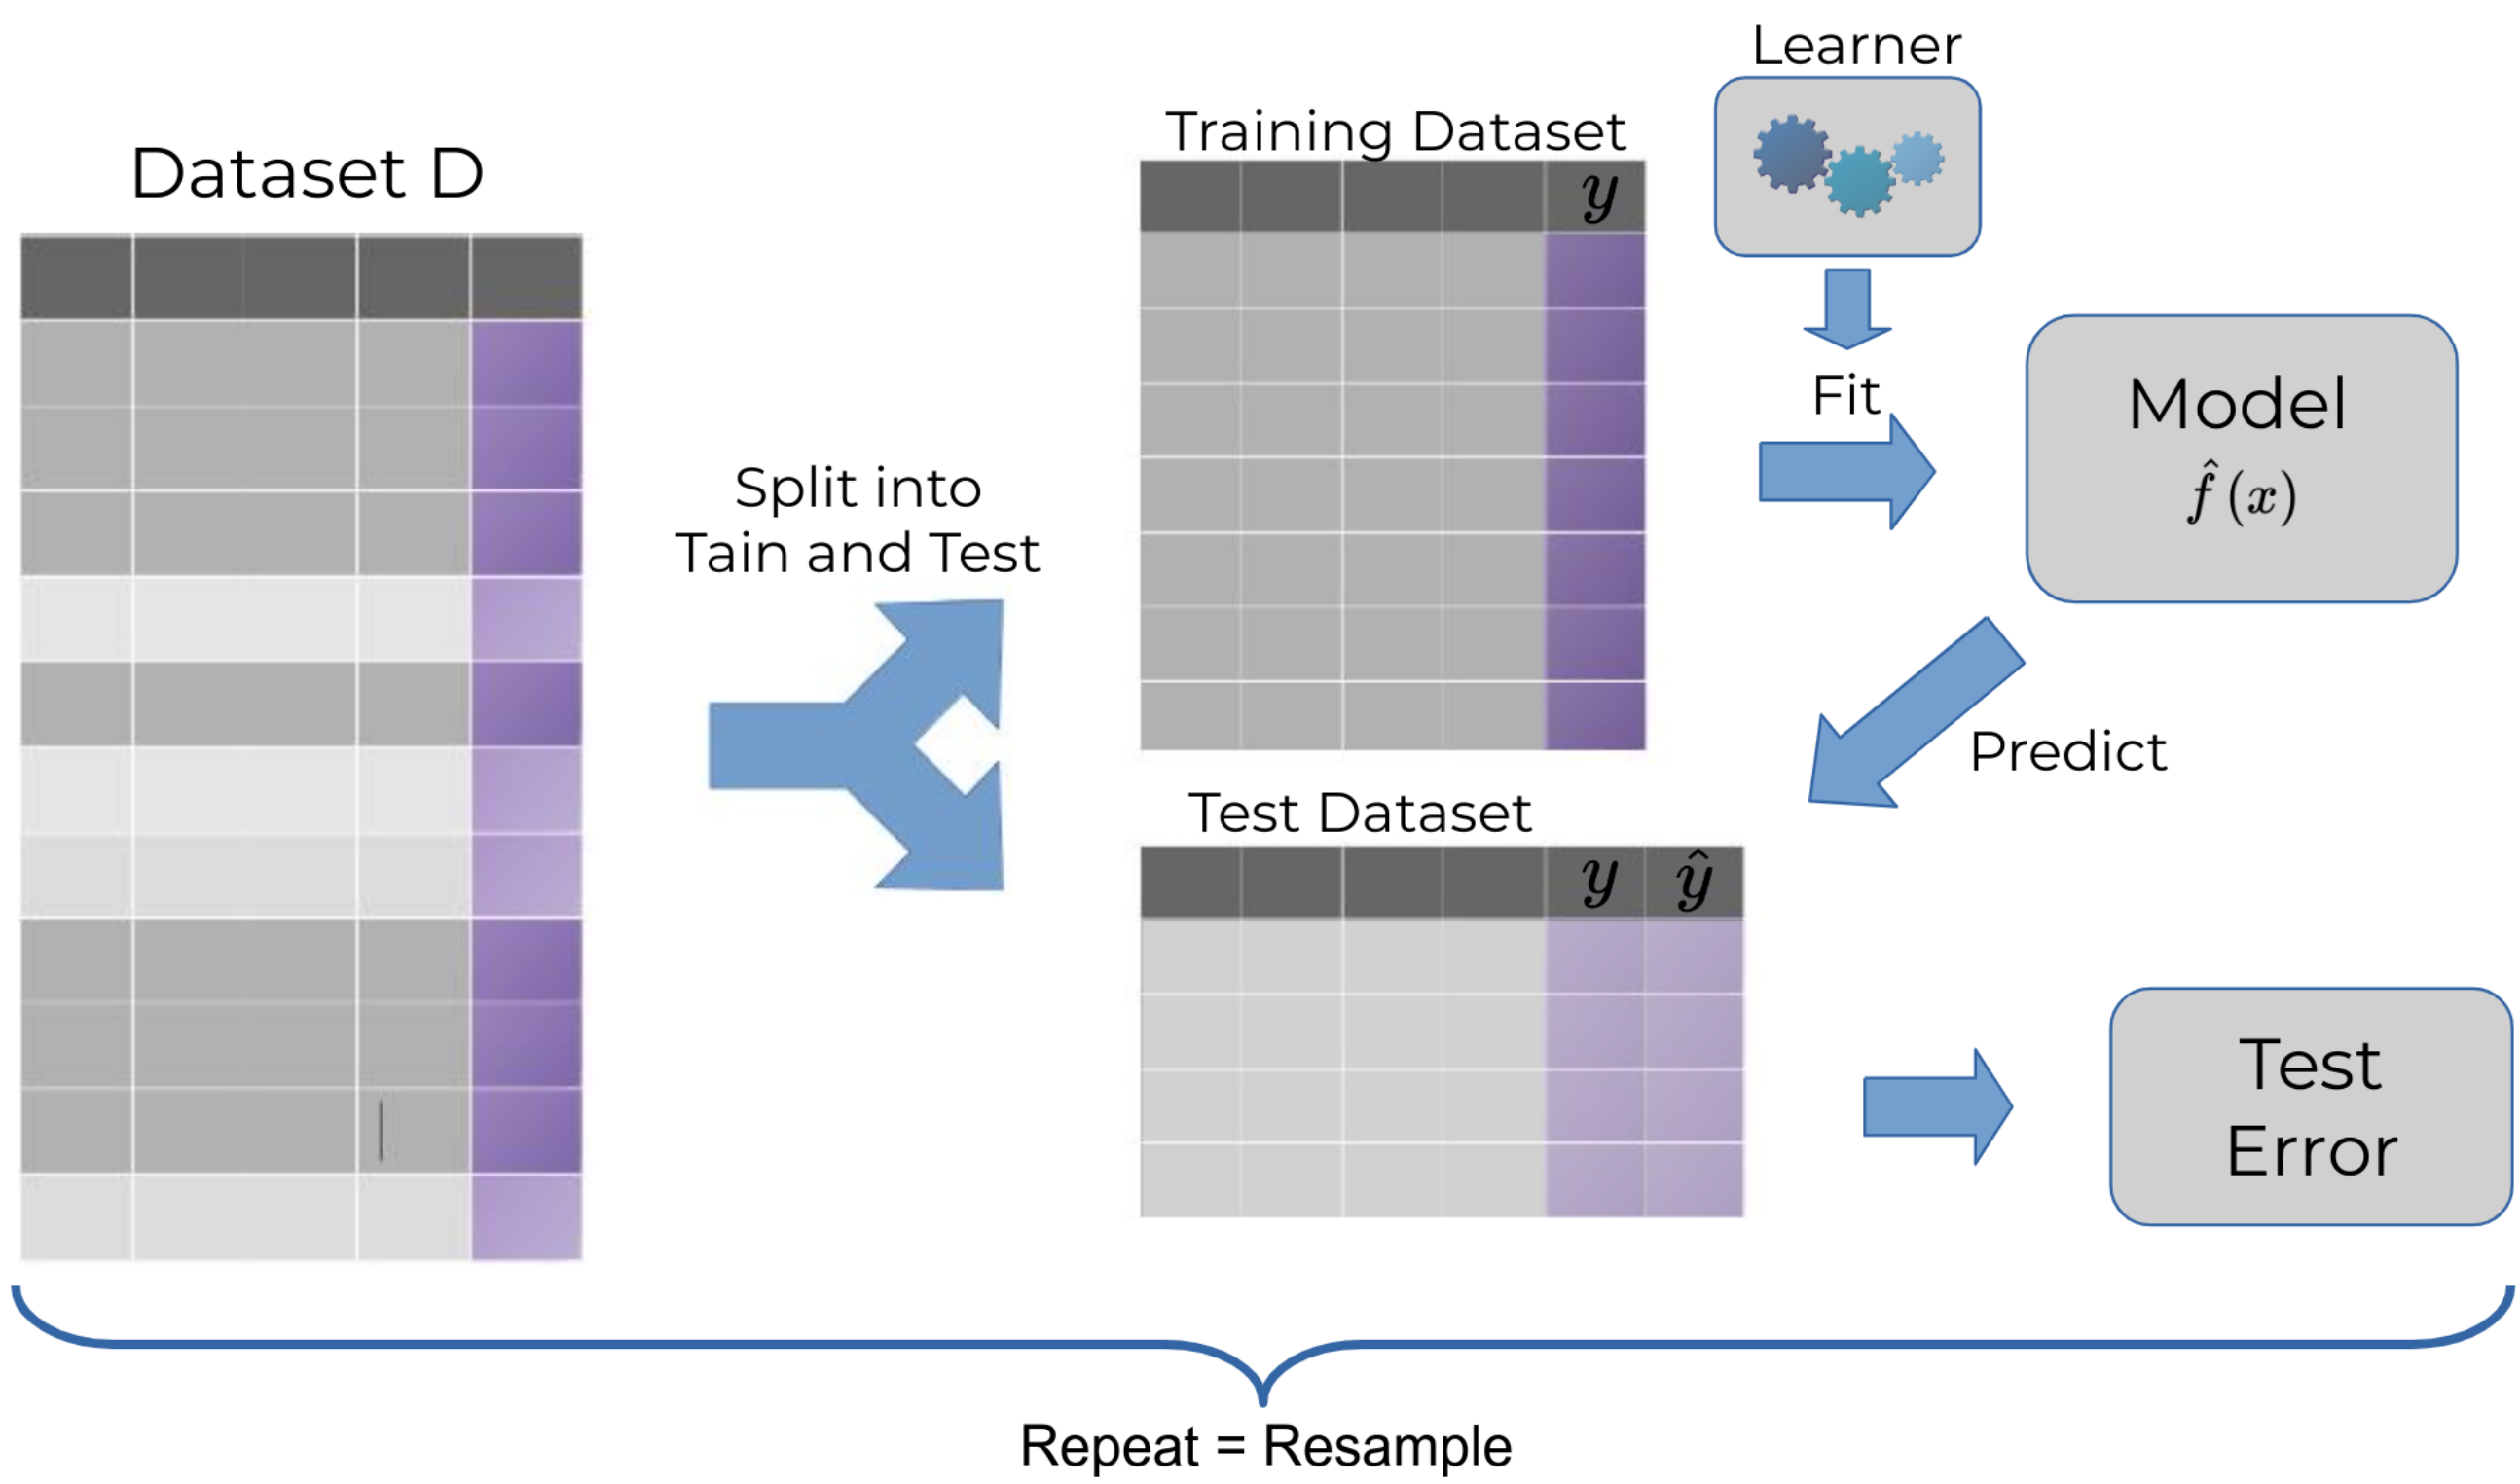 Dataset D
Split into
Tain and Test
Training Dataset
y
Learner
Fit
Model
f̂ (x)
Predict
Test Dataset
y ŷ
Test
Error
Repeat = Resample